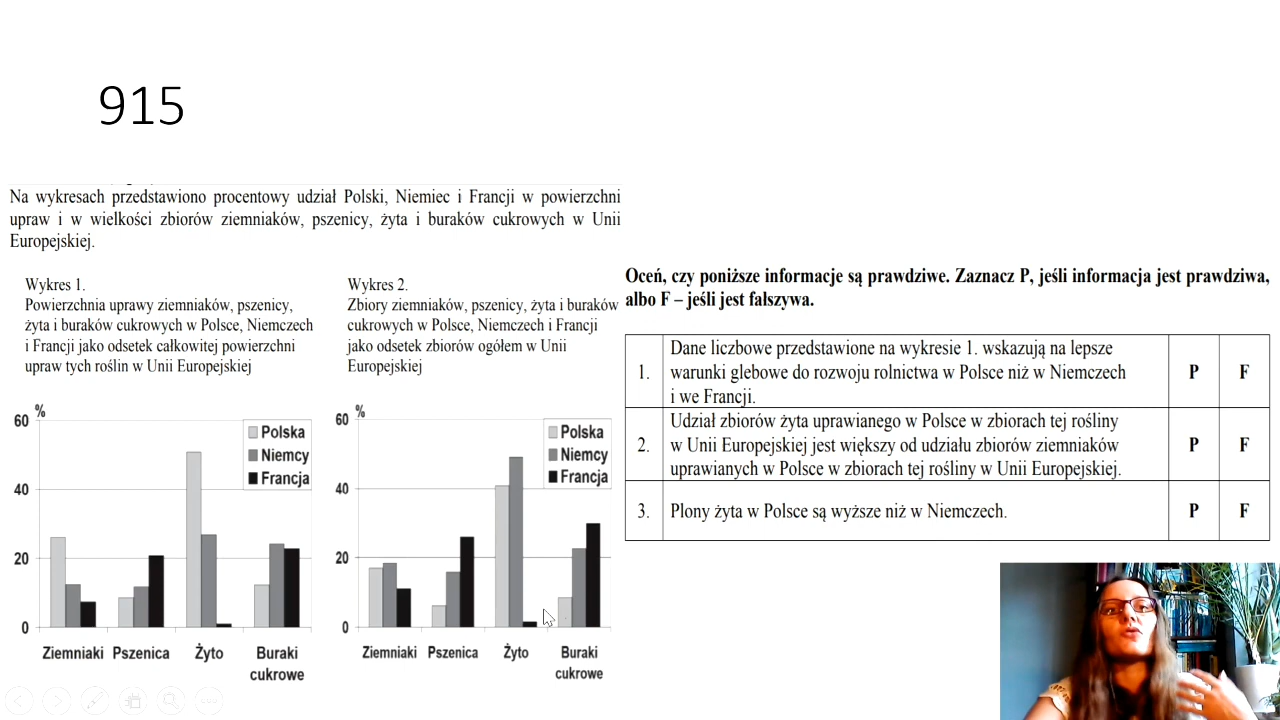 915
Na wykresach przedstawiono procentowy udział Polski, Niemiec i Francji w powierzchni
upraw i w wielkości zbiorów ziemniaków, pszenicy, żyta i buraków cukrowych w Unii
Europejskiej.
Wykres 1.
Powierzchnia uprawy ziemniaków, pszenicy,
żyta i buraków cukrowych w Polsce, Niemczech
i Francji jako odsetek całkowitej powierzchni
upraw tych roślin w Unii Europejskiej
%
60
40
20
0
Polska
Niemcy
Francja
Ziemniaki Pszenica Żyto Buraki
cukrowe
Wykres 2.
Zbiory ziemniaków, pszenicy, żyta i buraków
cukrowych w Polsce, Niemczech i Francji
jako odsetek zbiorów ogółem w Unii
Europejskiej
%
60
40
20
0
Polska
Niemcy
Francja
Ziemniaki Pszenica Żyto Buraki
cukrowe
Oceń, czy poniższe informacje są prawdziwe. Zaznacz P, jeśli informacja jest prawdziwa,
albo F – jeśli jest fałszywa.
1. Dane liczbowe przedstawione na wykresie 1. wskazują na lepsze
warunki glebowe do rozwoju rolnictwa w Polsce niż w Niemczech P F
i we Francji.
Udział zbiorów żyta uprawianego w Polsce w zbiorach tej rośliny
2. w Unii Europejskiej jest większy od udziału zbiorów ziemniaków P F
uprawianych w Polsce w zbiorach tej rośliny w Unii Europejskiej.
3. Plony żyta w Polsce są wyższe niż w Niemczech. P F